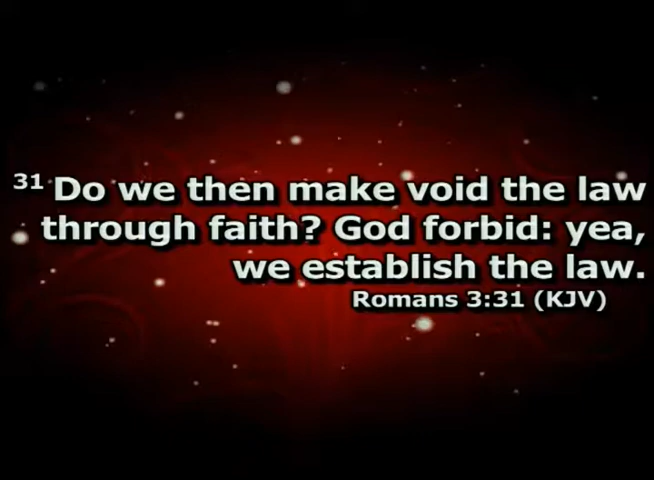 31 Do we then make void the law
through faith? God forbid: yea,
we establish the law.
Romans 3:31 (KJV)